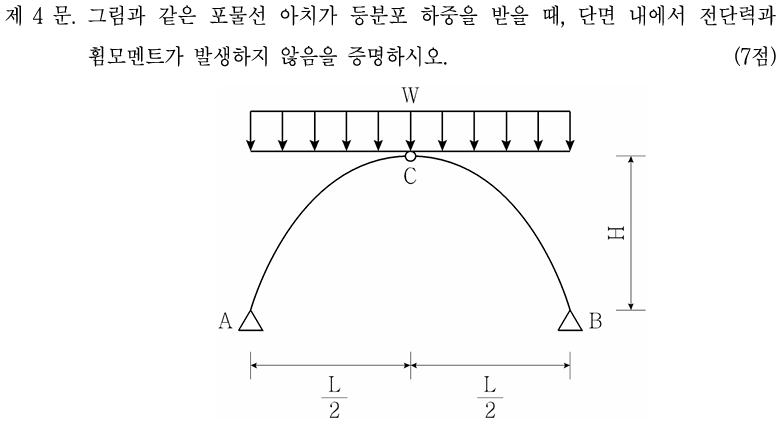 제 4 문. 그림과 같은 포물선 아치가 등분포 하중을 받을 때, 단면 내에서 전단력과
휨모멘트가 발생하지 않음을 증명하시오. (7점)
W
C
H
A
B
L
2
L
2